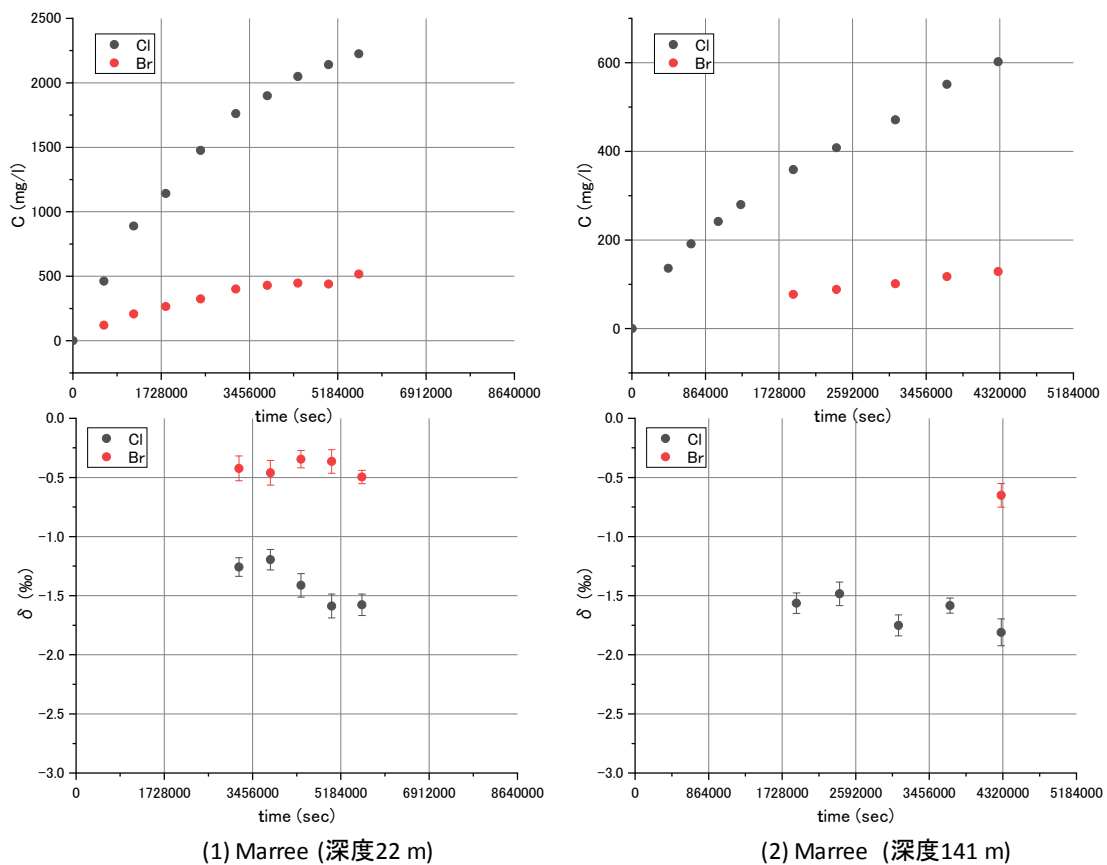 2500
2000
1500
1000
500
0
C (mg/l)
Cl
Br
0 1728000 3456000 5184000 6912000 8640000
time (sec)
600
400
200
0
C (mg/l)
Cl
Br
0 864000 1728000 2592000 3456000 4320000 5184000
time (sec)
0.0
−0.5
−1.0
−1.5
−2.0
−2.5
−3.0
δ (‰)
Cl
Br
0 1728000 3456000 5184000 6912000 8640000
time (sec)
0.0
−0.5
−1.0
−1.5
−2.0
−2.5
−3.0
δ (‰)
Cl
Br
0 864000 1728000 2592000 3456000 4320000 5184000
time (sec)
(1) Marree (深度22 m)
(2) Marree (深度141 m)